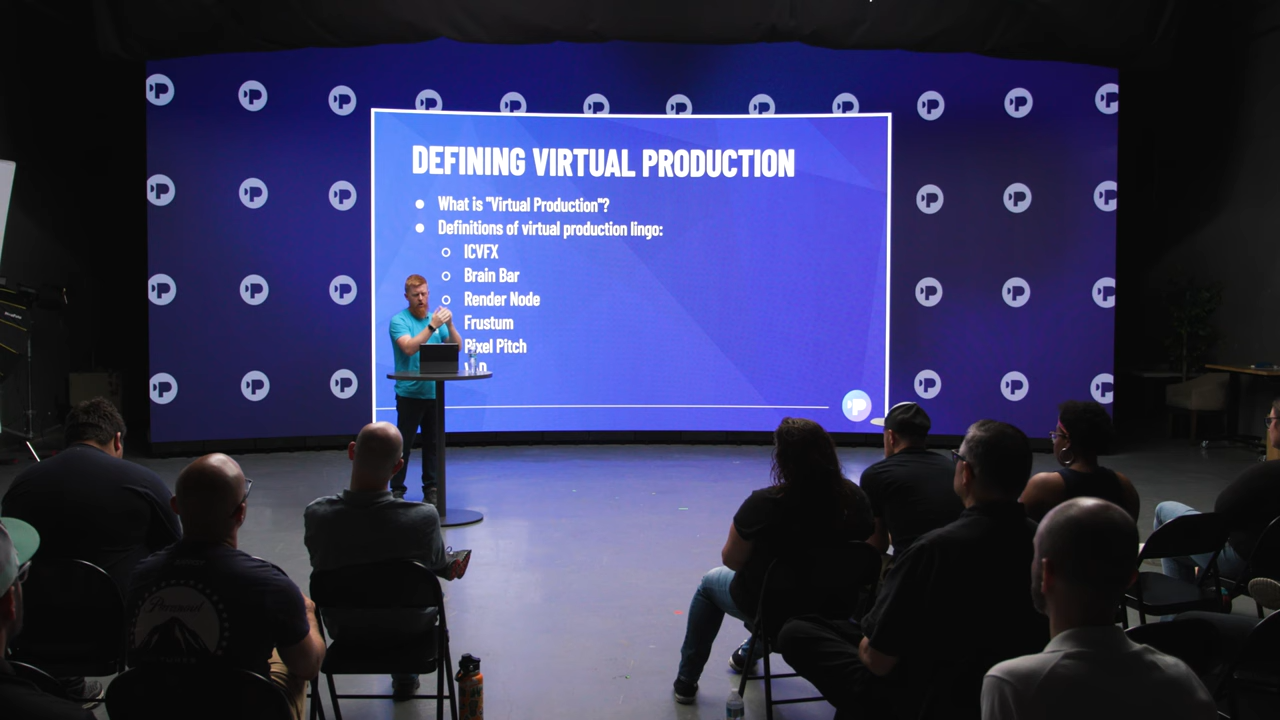 DEFINING VIRTUAL PRODUCTION
What is "Virtual Production"?
Definitions of virtual production lingo:
ICVFX
Brain Bar
Render Node
Frustum
Pixel Pitch
Paramount